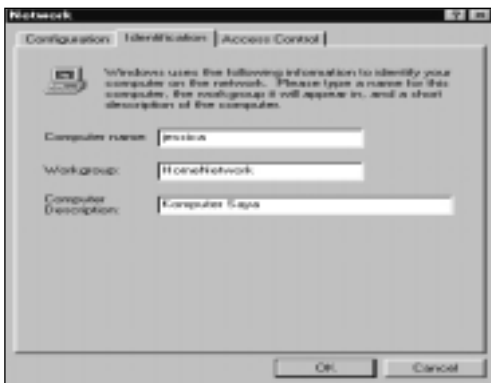 Network
Configuration Identification Access Control
Windows uses the following information to identify your
computer on the network. Please type a name for this
computer, the workgroup it will appear in, and a short
description of the computer.
Computer name: jessica
Workgroup: HomeNetwork
Computer
Description: Komputer Saya
OK Cancel